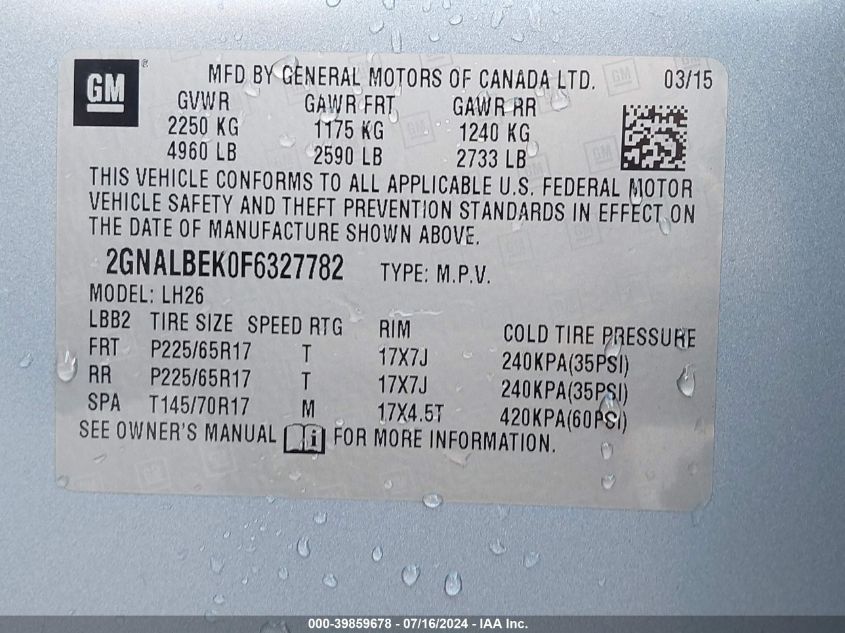 GM ®
MFD BY GENERAL MOTORS OF CANADA LTD. 03/15
GVWR GAWR FRT GAWR RR
2250 KG 1175 KG 1240 KG
4960 LB 2590 LB 2733 LB
THIS VEHICLE CONFORMS TO ALL APPLICABLE U.S. FEDERAL MOTOR
VEHICLE SAFETY AND THEFT PREVENTION STANDARDS IN EFFECT ON
THE DATE OF MANUFACTURE SHOWN ABOVE.
2GNALBEK0F6327782 TYPE: M.P.V.
MODEL: LH26
LBB2 TIRE SIZE SPEED RTG RIM COLD TIRE PRESSURE
FRT P225/65R17 T 17X7J 240KPA(35PSI)
RR P225/65R17 T 17X7J 240KPA(35PSI)
SPA T145/70R17 M 17X4.5T 420KPA(60PSI)
SEE OWNER'S MANUAL i FOR MORE INFORMATION.
000-39859678 - 07/16/2024 - IAA Inc.